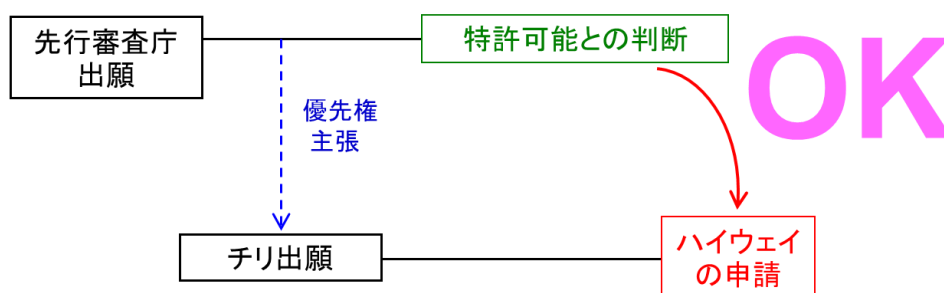 先行審査庁
出願
特許可能との判断
OK
優先権
主張
チリ出願
ハイウェイ
の申請